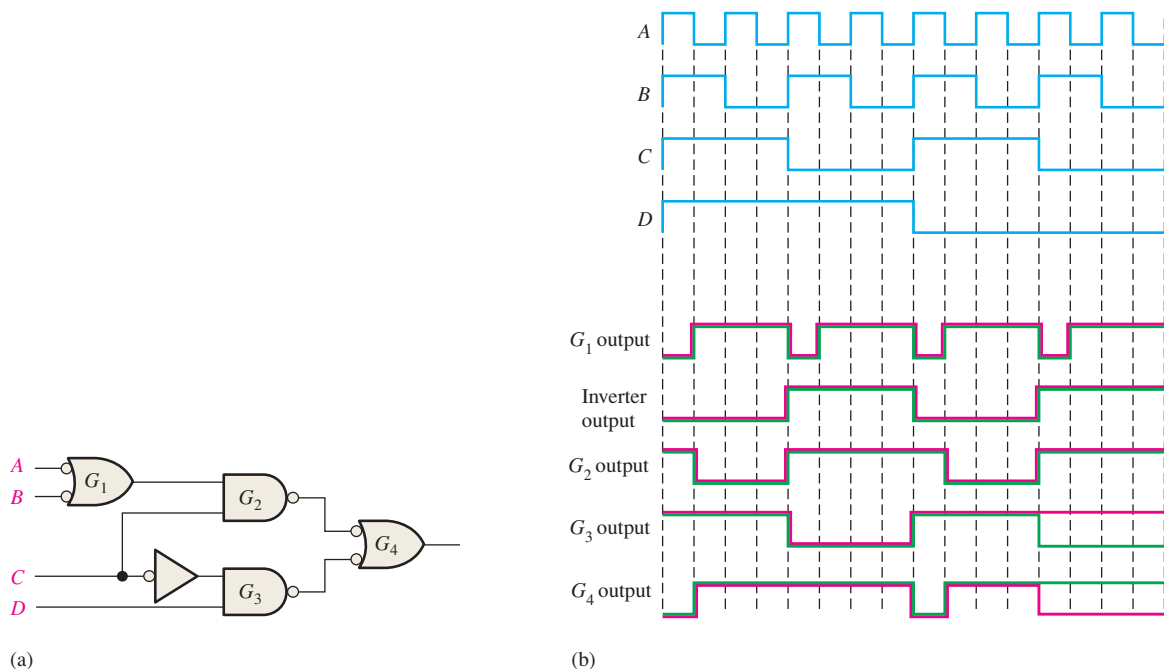 A
B
C
D
G1
G2
G3
G4
(a)
A
B
C
D
G1 output
Inverter
output
G2 output
G3 output
G4 output
(b)